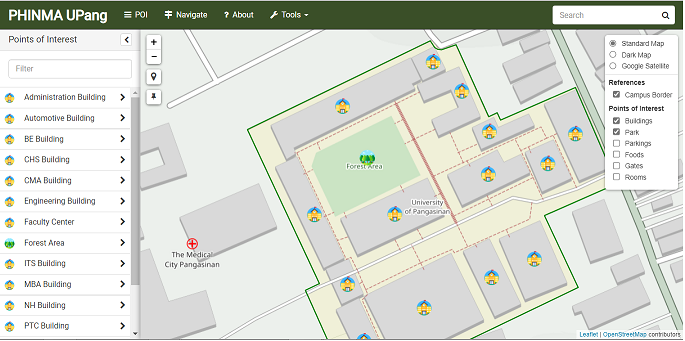 PHINMA UPang
POI
Navigate
? About
Tools
Search
Points of Interest
Filter
Administration Building
Automotive Building
BE Building
CHS Building
CMA Building
Engineering Building
Faculty Center
Forest Area
ITS Building
MBA Building
NH Building
PTC Building
+
−
Forest Area
University
of Pangasinan
The Medical
City Pangasinan
Standard Map
Dark Map
Google Satellite
References
Campus Border
Points of Interest
Buildings
Park
Parkings
Foods
Gates
Rooms
Leaflet | OpenStreetMap contributors